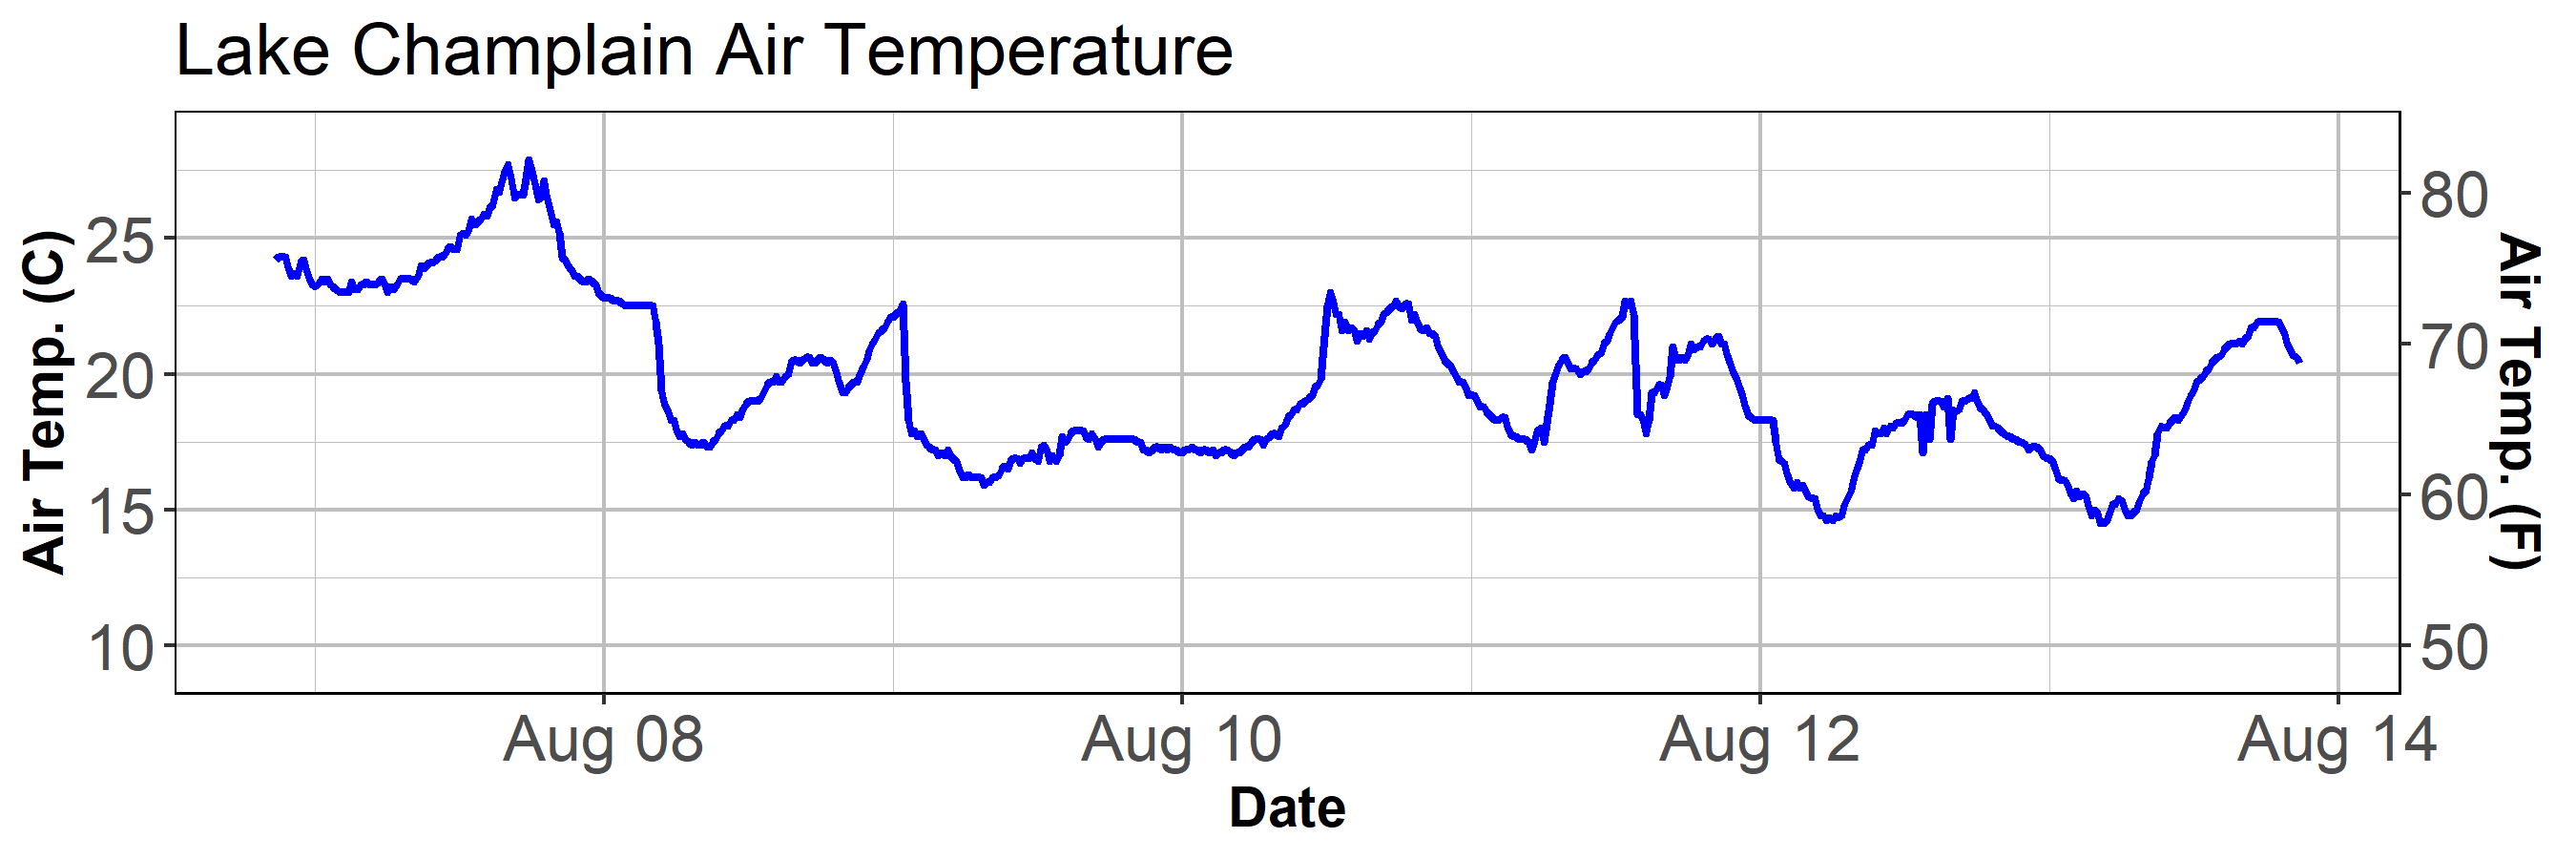 Lake Champlain Air Temperature
Air Temp. (C)
25
20
15
10
80
70
60
50
Air Temp. (F)
Aug 08
Aug 10
Aug 12
Aug 14
Date